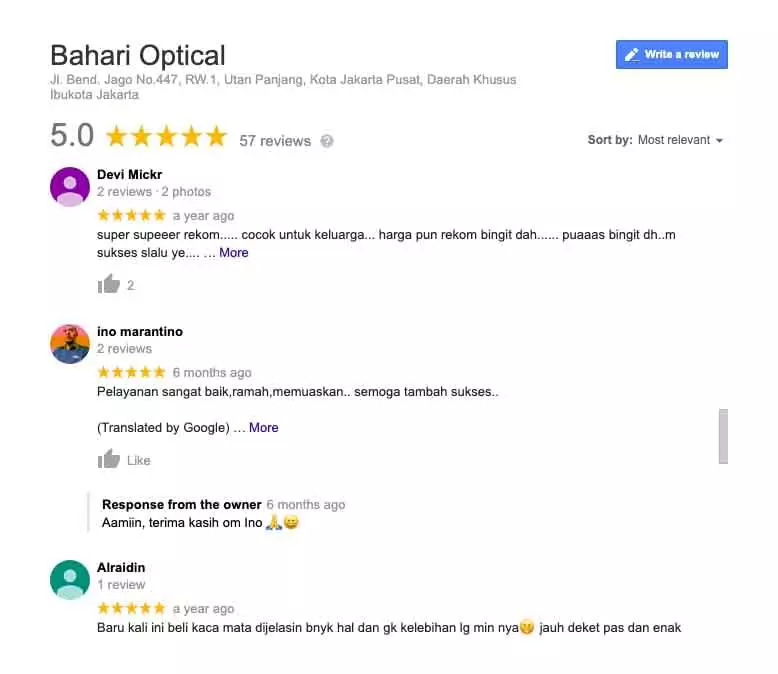 Bahari Optical
Write a review
Jl. Bend. Jago No.447, RW.1, Utan Panjang, Kota Jakarta Pusat, Daerah Khusus
Ibukota Jakarta
5.0 57 reviews ?
Sort by: Most relevant
Devi Mickr
2 reviews · 2 photos
a year ago
super supeeer rekom..... cocok untuk keluarga... harga pun rekom bingit dah...... puaaas bingit dh..m
sukses slalu ye.... ... More
2
ino marantino
2 reviews
6 months ago
Pelayanan sangat baik,ramah,memuaskan.. semoga tambah sukses..
(Translated by Google) ... More
Like
Response from the owner 6 months ago
Aamiin, terima kasih om Ino 🙏😄
Alraidin
1 review
a year ago
Baru kali ini beli kaca mata dijelasin bnyk hal dan gk kelebihan lg min nya🤭 jauh deket pas dan enak